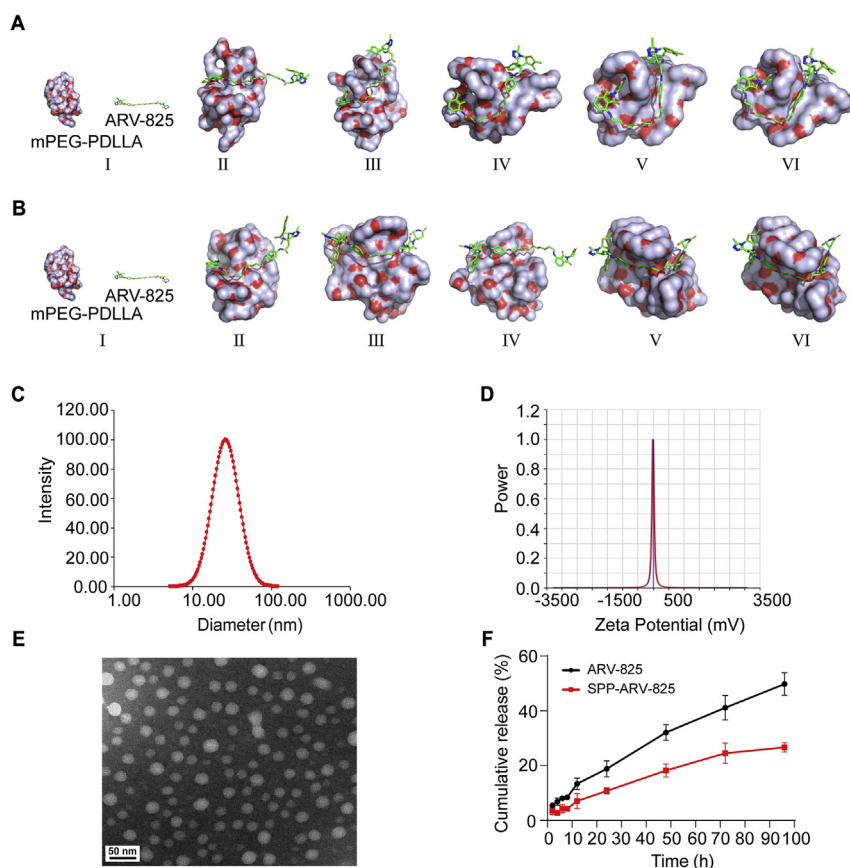 A
mPEG-PDLLA
ARV-825
I
II
III
IV
V
VI
B
mPEG-PDLLA
ARV-825
I
II
III
IV
V
VI
C
Intensity
120.00
100.00
80.00
60.00
40.00
20.00
0.00
1.00
10.00
100.00
1000.00
Diameter (nm)
D
Power
1.2
1.0
0.8
0.6
0.4
0.2
0.0
-3500
-1500
500
3500
Zeta Potential (mV)
E
50 nm
F
Cumulative release (%)
60
40
20
0
ARV-825
SPP-ARV-825
0 10 20 30 40 50 60 70 80 90 100
Time (h)